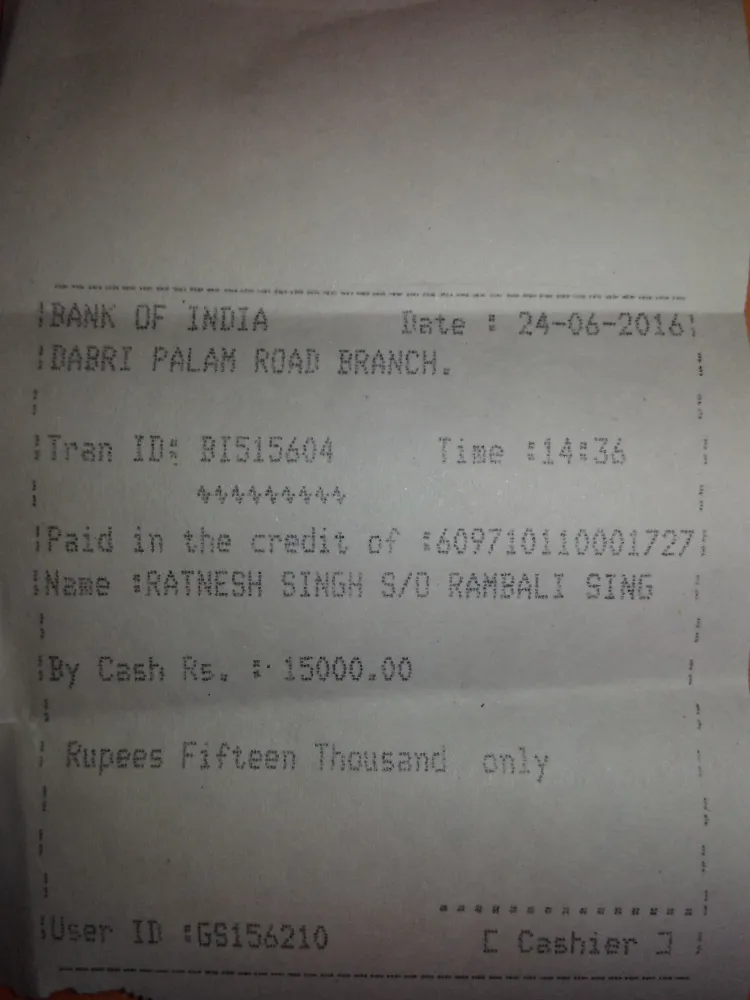 BANK OF INDIA Date : 24-06-2016
DABRI PALAM ROAD BRANCH.
Tran ID: BI515604 Time :14:36
Paid in the credit of :609710110001727
Name :RATNESH SINGH S/O RAMBALI SING
By Cash Rs. : 15000.00
Rupees Fifteen Thousand only
User ID :GS156210 [ Cashier ]